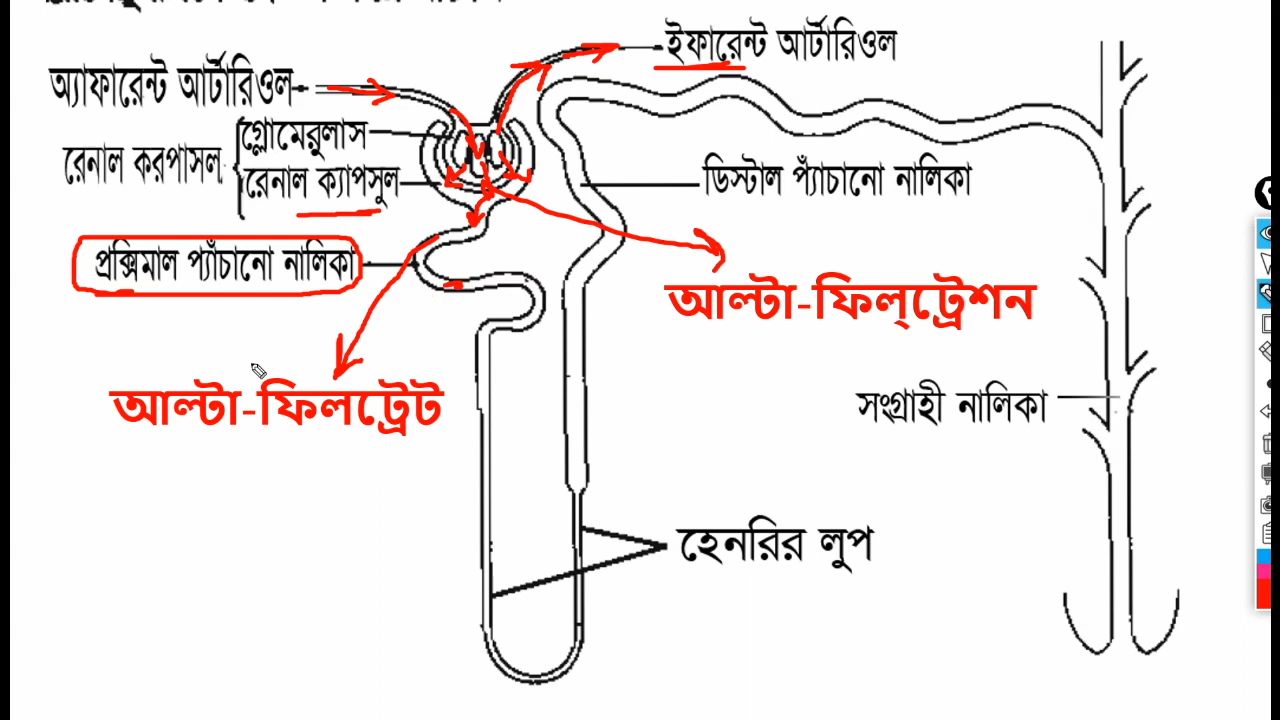 ইফারেন্ট আর্টারিওল
অ্যাফারেন্ট আর্টারিওল
গ্লোমেরুলাস
রেনাল করপাসল
রেনাল ক্যাপসুল
ডিস্টাল প্যাঁচানো নালিকা
প্রক্সিমাল প্যাঁচানো নালিকা
আল্টা-ফিল্ট্রেশন
আল্টা-ফিলট্রেট
সংগ্রাহী নালিকা
হেনরির লুপ